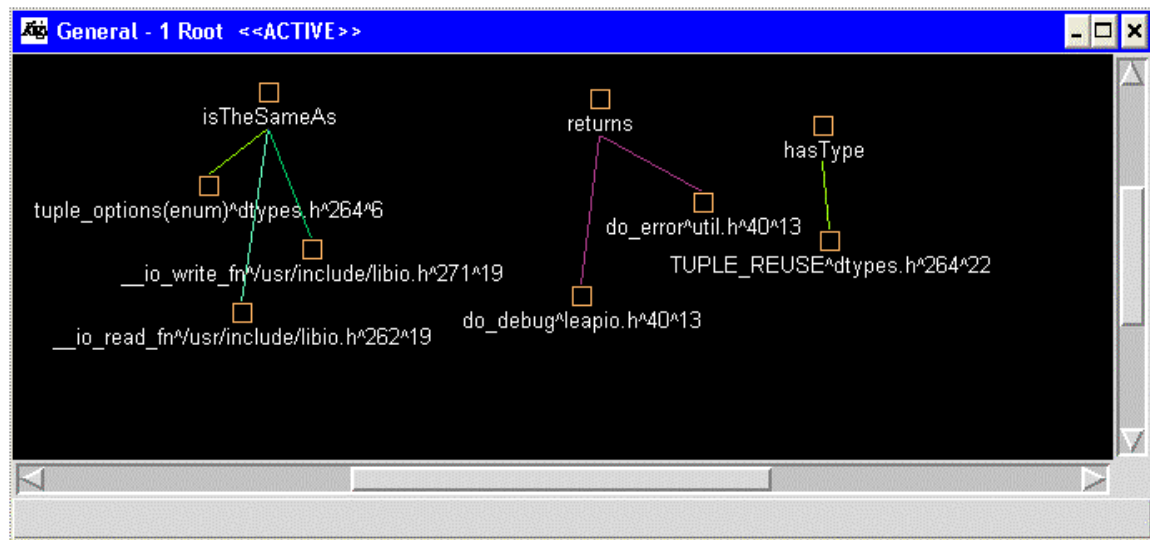 General - 1 Root <<ACTIVE>>
isTheSameAs
returns
hasType
tuple_options(enum)^dtypes.h^264^6
do_error^util.h^40^13
TUPLE_REUSE^dtypes.h^264^22
__io_write_fn^/usr/include/libio.h^271^19
do_debug^leapio.h^40^13
__io_read_fn^/usr/include/libio.h^262^19